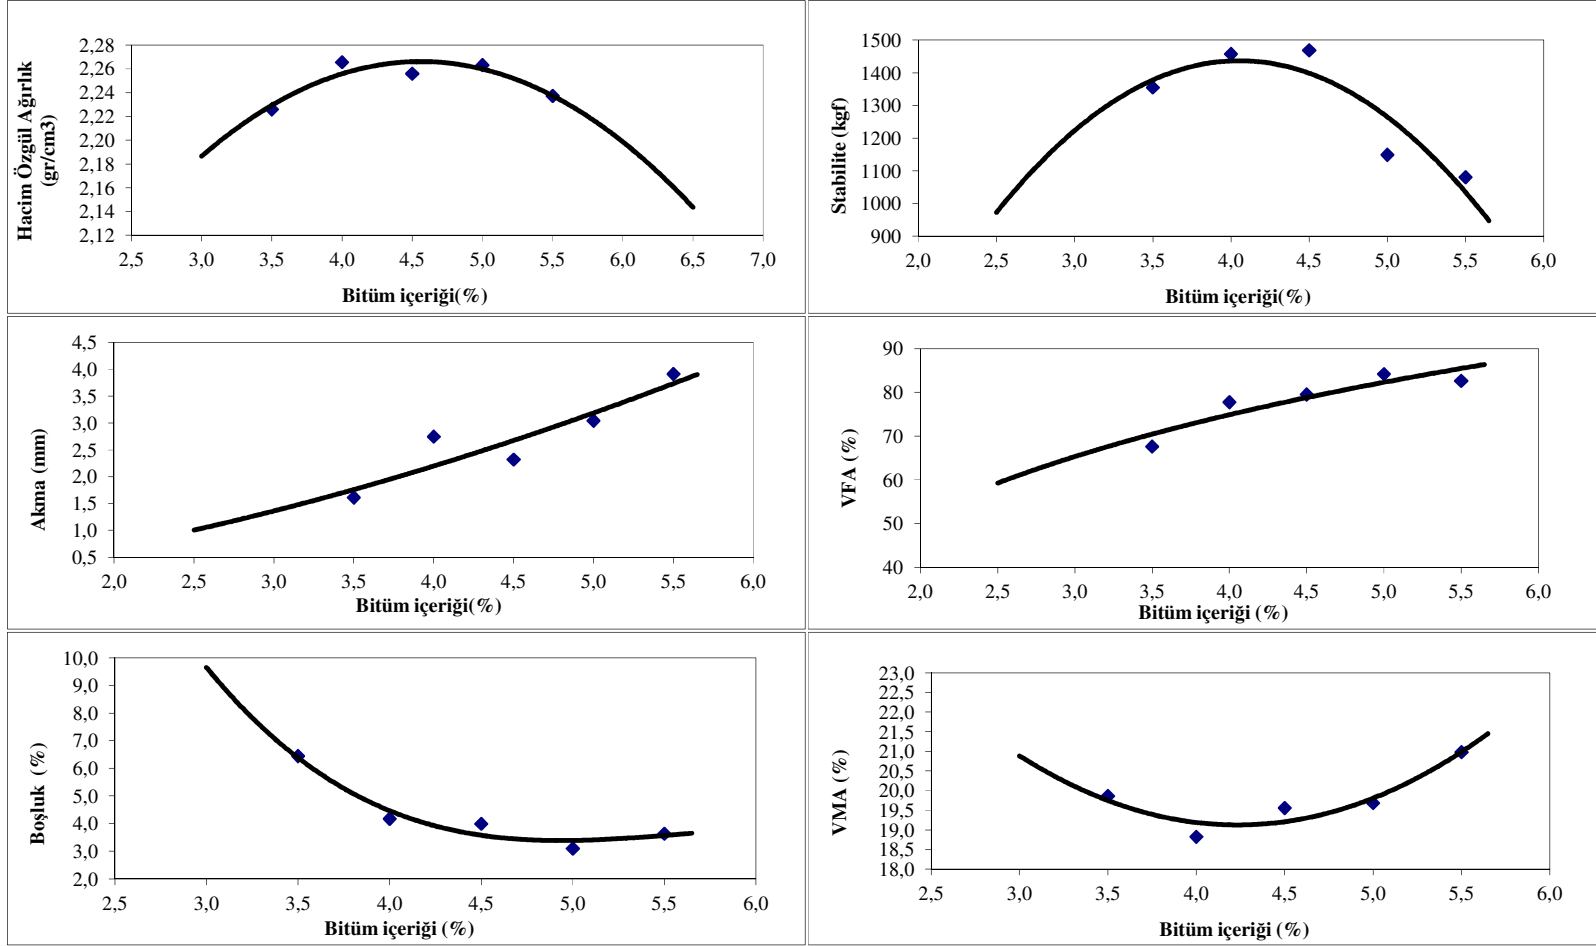 Hacim Özgül Ağırlık
(gr/cm3)
2,28
2,26
2,24
2,22
2,20
2,18
2,16
2,14
2,12
2,5 3,0 3,5 4,0 4,5 5,0 5,5 6,0 6,5 7,0
Bitüm içeriği(%)
Stabilite (kgf)
1500
1400
1300
1200
1100
1000
900
2,0 2,5 3,0 3,5 4,0 4,5 5,0 5,5 6,0
Bitüm içeriği(%)
Akma (mm)
4,5
4,0
3,5
3,0
2,5
2,0
1,5
1,0
0,5
2,0 2,5 3,0 3,5 4,0 4,5 5,0 5,5 6,0
Bitüm içeriği(%)
VFA (%)
90
80
70
60
50
40
2,0 2,5 3,0 3,5 4,0 4,5 5,0 5,5 6,0
Bitüm içeriği (%)
Boşluk (%)
10,0
9,0
8,0
7,0
6,0
5,0
4,0
3,0
2,0
2,5 3,0 3,5 4,0 4,5 5,0 5,5 6,0
Bitüm içeriği (%)
VMA (%)
23,0
22,5
22,0
21,5
21,0
20,5
20,0
19,5
19,0
18,5
18,0
2,5 3,0 3,5 4,0 4,5 5,0 5,5 6,0
Bitüm içeriği (%)